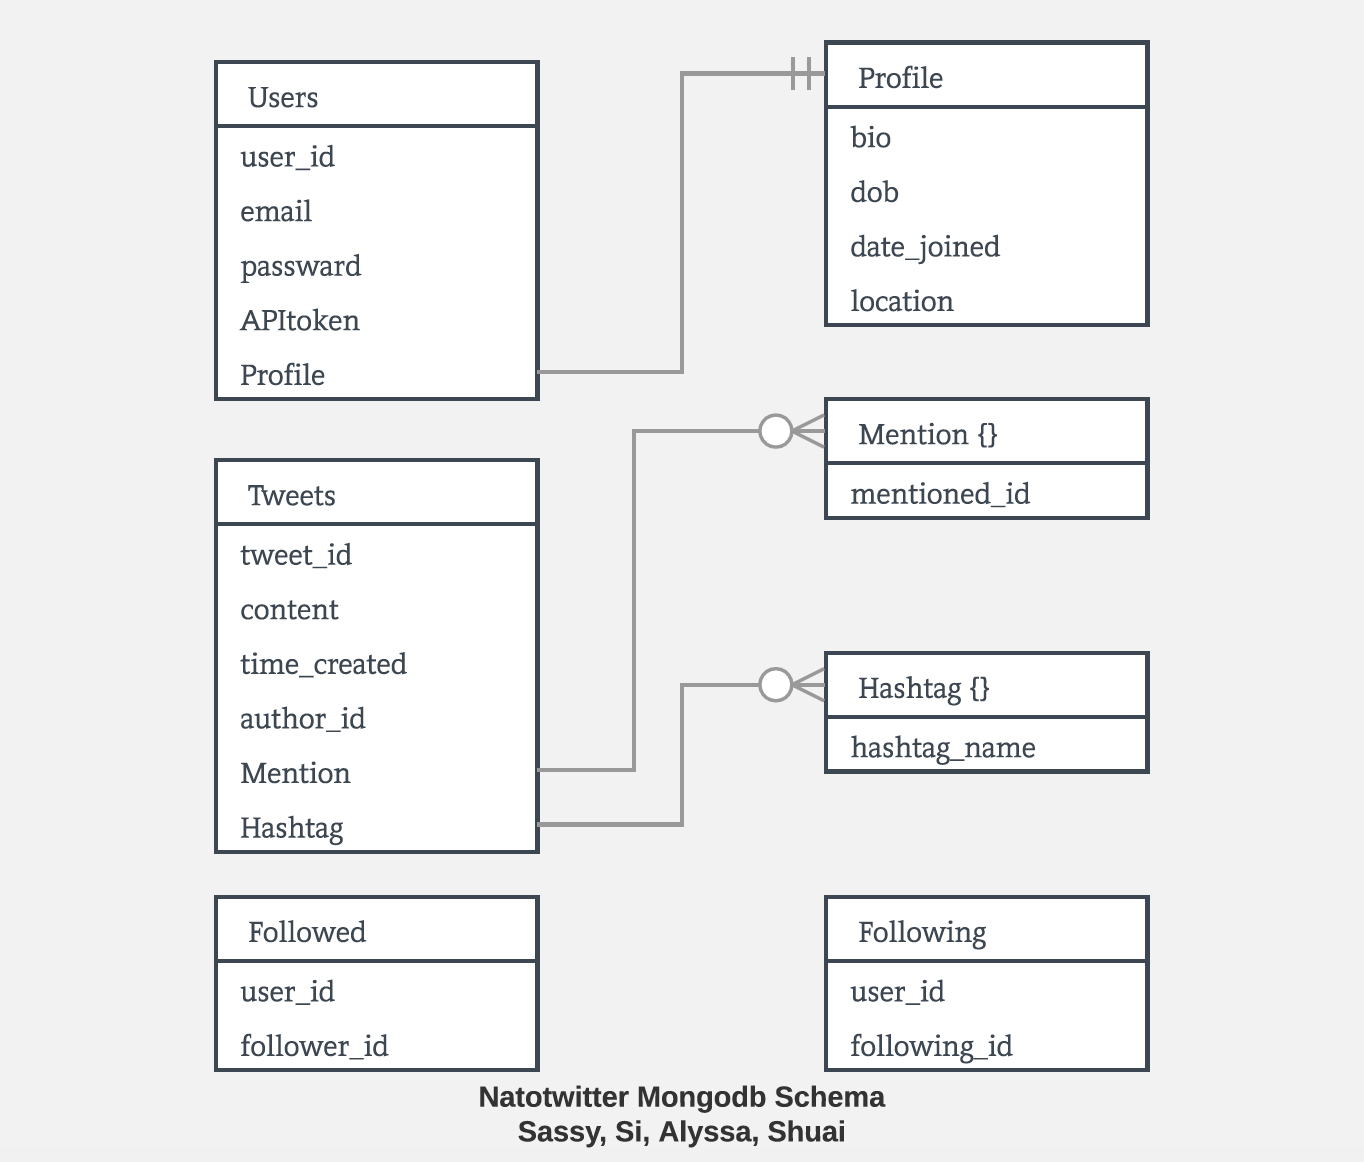 Users
user_id
email
passward
APItoken
Profile
Profile
bio
dob
date_joined
location
Tweets
tweet_id
content
time_created
author_id
Mention
Hashtag
Mention {}
mentioned_id
Hashtag {}
hashtag_name
Followed
user_id
follower_id
Following
user_id
following_id
Natotwitter Mongodb Schema
Sassy, Si, Alyssa, Shuai